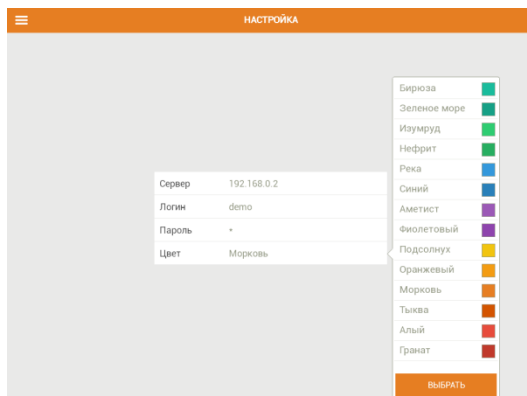 НАСТРОЙКА
Сервер 192.168.0.2
Логин demo
Пароль *
Цвет Морковь
Бирюза
Зеленое море
Изумруд
Нефрит
Река
Синий
Аметист
Фиолетовый
Подсолнух
Оранжевый
Морковь
Тыква
Алый
Гранат
ВЫБРАТЬ